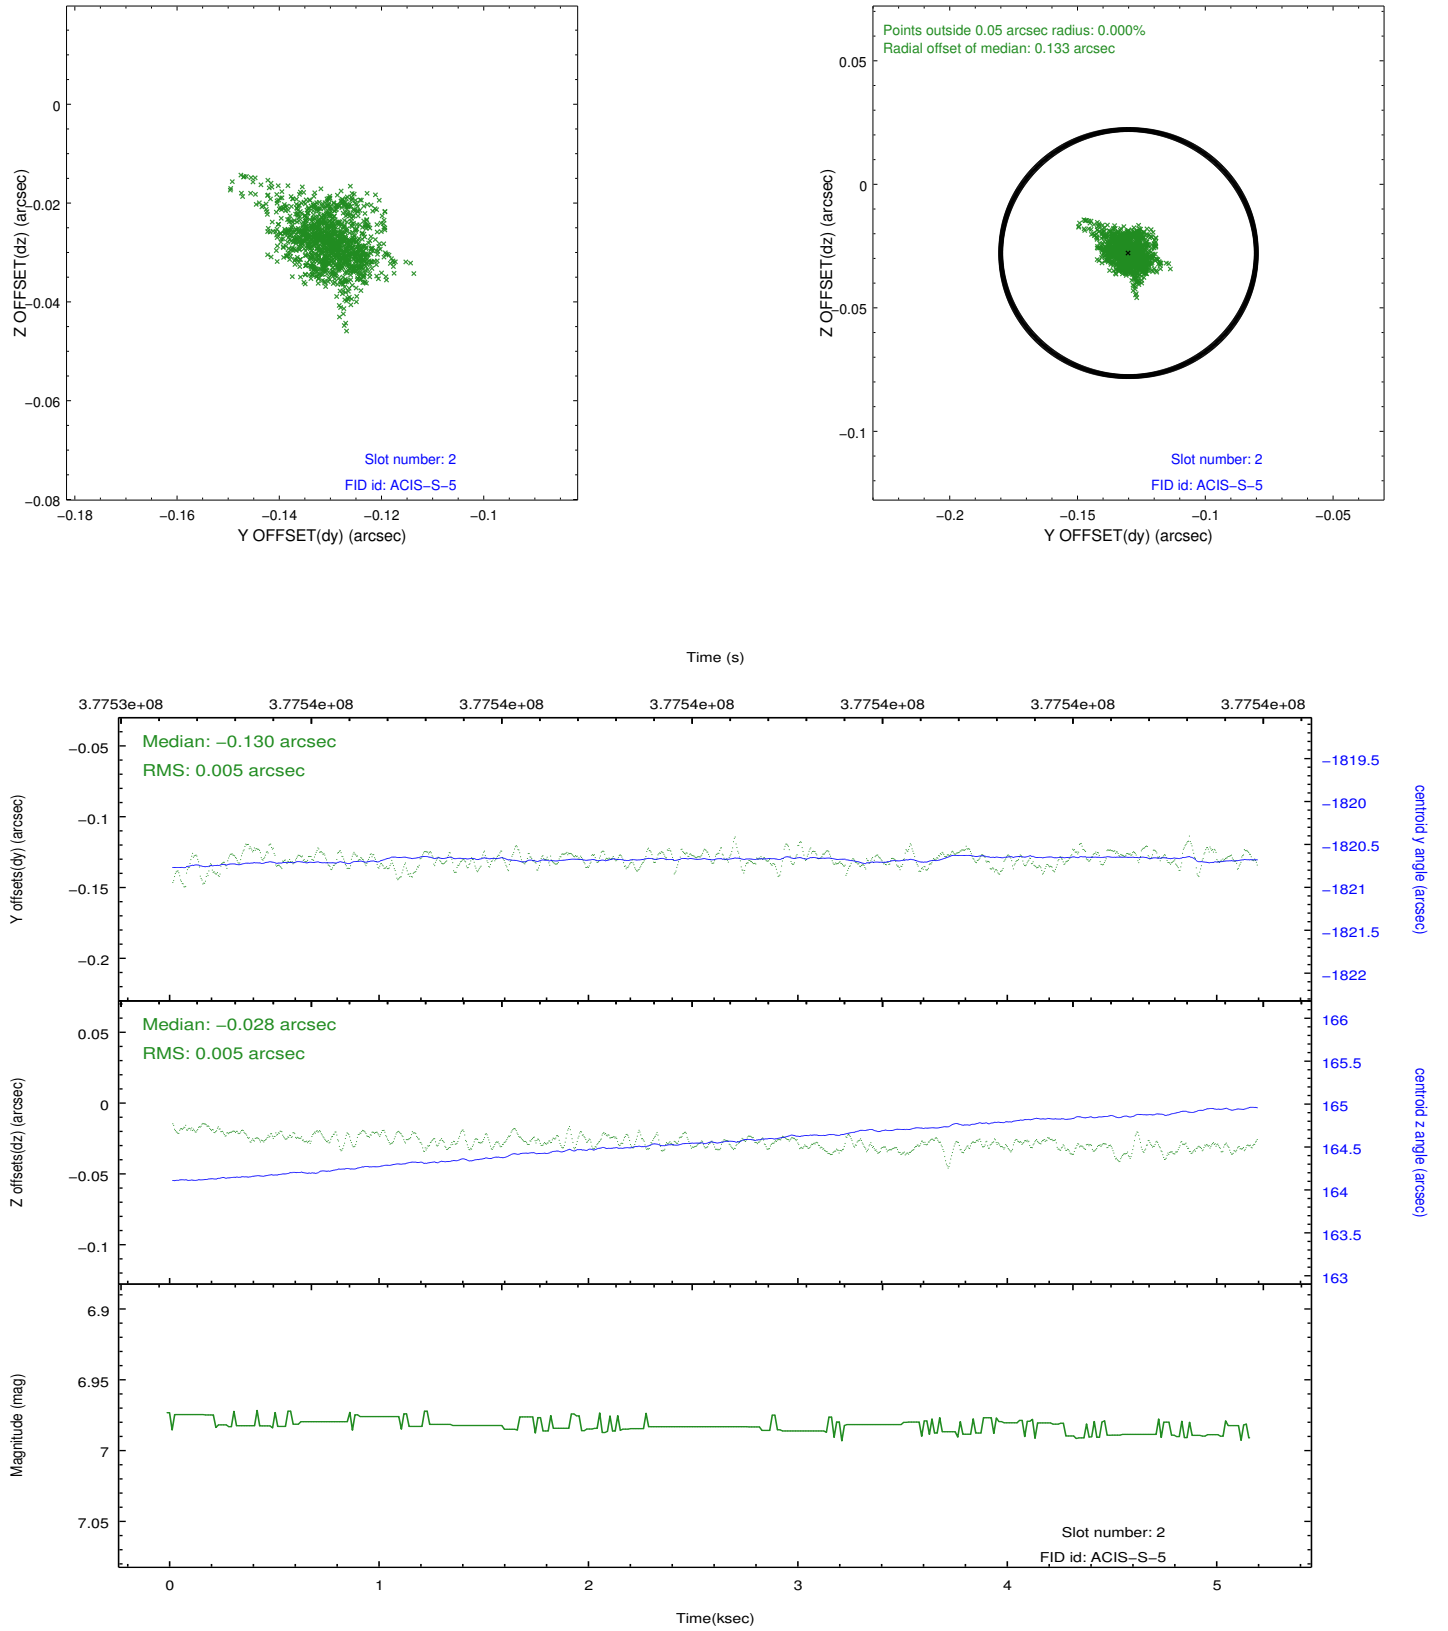 0
−0.02
−0.04
−0.06
−0.08
−0.18
−0.16
−0.14
−0.12
−0.1
Z OFFSET(dz) (arcsec)
Y OFFSET(dy) (arcsec)
Slot number: 2
FID id: ACIS−S−5
Points outside 0.05 arcsec radius: 0.000%
Radial offset of median: 0.133 arcsec
0.05
0
−0.05
−0.1
−0.2
−0.15
−0.1
−0.05
Z OFFSET(dz) (arcsec)
Y OFFSET(dy) (arcsec)
Slot number: 2
FID id: ACIS−S−5
Time (s)
3.7753e+08 3.7754e+08 3.7754e+08 3.7754e+08 3.7754e+08 3.7754e+08 3.7754e+08
Median: −0.130 arcsec
RMS: 0.005 arcsec
−0.05
−0.1
−0.15
−0.2
Y offsets(dy) (arcsec)
−1819.5
−1820
−1820.5
−1821
−1821.5
−1822
centroid y angle (arcsec)
Median: −0.028 arcsec
RMS: 0.005 arcsec
0.05
0
−0.05
−0.1
Z offsets(dz) (arcsec)
166
165.5
165
164.5
164
163.5
163
centroid z angle (arcsec)
6.9
6.95
7
7.05
Magnitude (mag)
Slot number: 2
FID id: ACIS−S−5
0 1 2 3 4 5
Time(ksec)